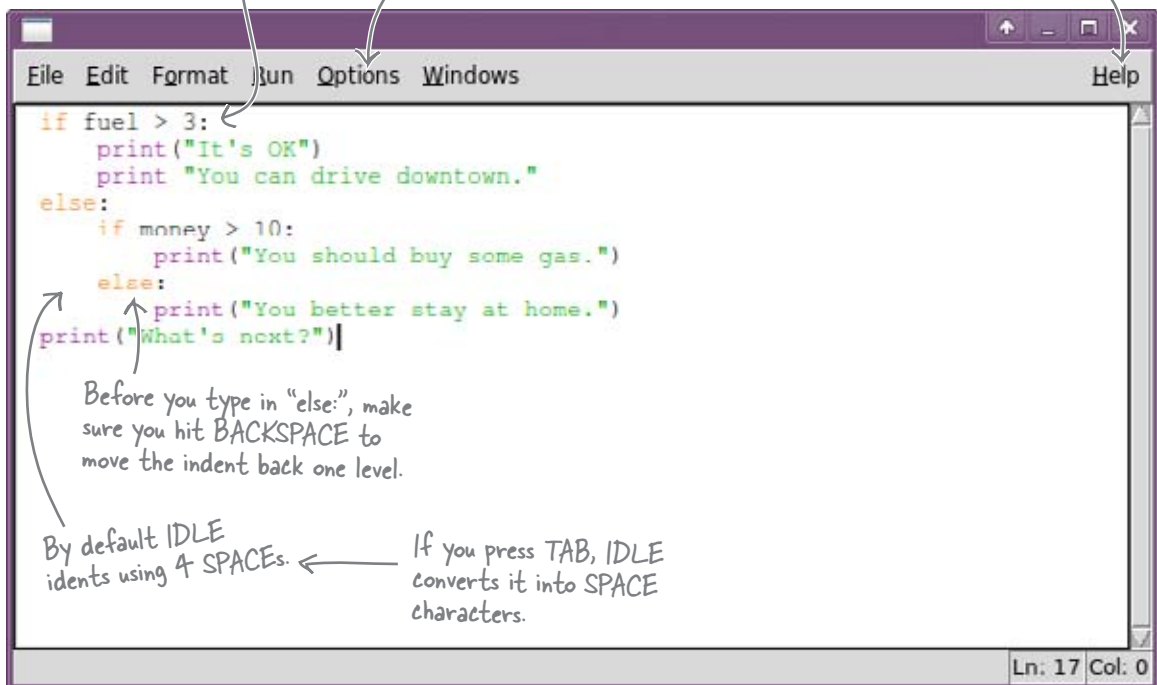 File Edit Format Run Options Windows Help
if fuel > 3:
print("It's OK")
print "You can drive downtown."
else:
if money > 10:
print("You should buy some gas.")
else:
print("You better stay at home.")
print("What's next?")
Before you type in “else:”, make
sure you hit BACKSPACE to
move the indent back one level.
By default IDLE
idents using 4 SPACEs.
If you press TAB, IDLE
converts it into SPACE
characters.
Ln: 17 Col: 0